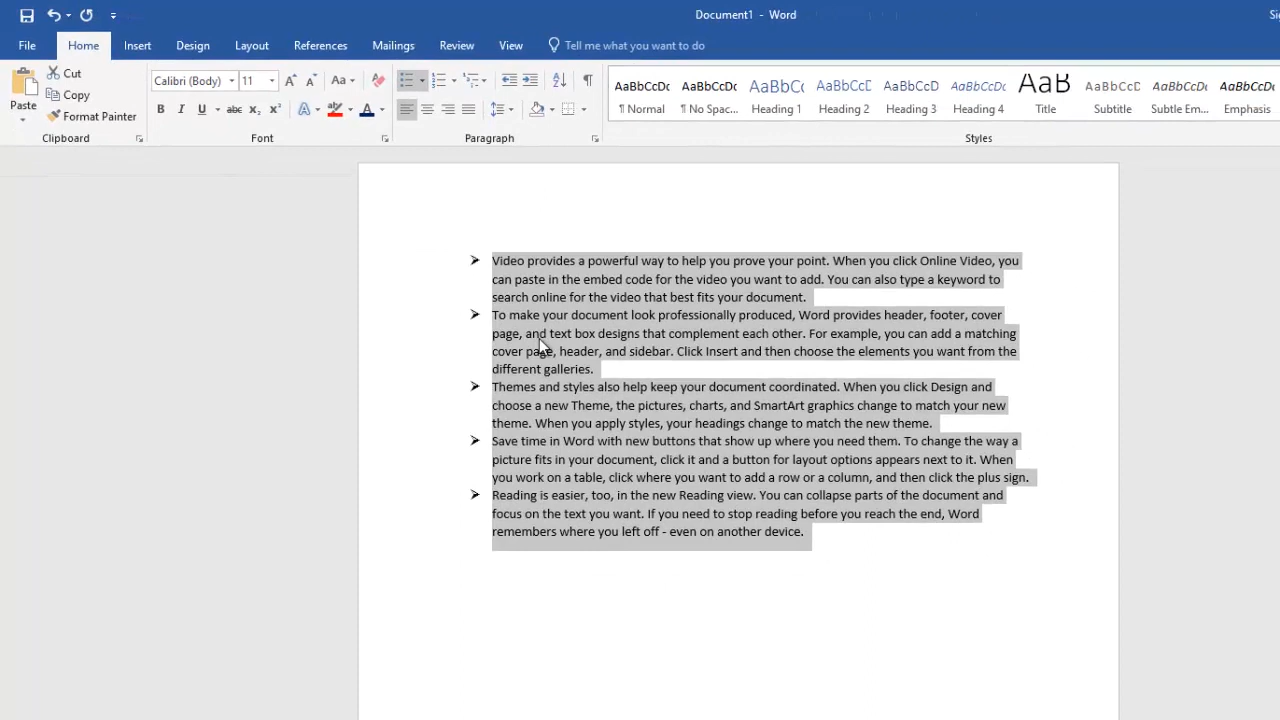 Document1 - Word
File Home Insert Design Layout References Mailings Review View Tell me what you want to do
Paste
Cut
Copy
Format Painter
Clipboard
Calibri (Body) 11
Font
Paragraph
AaBbCcDc AaBbCcDc AaBbC AaBbCcD AaBbCcDc AaBbCcDc AaB AaBbCcD AaBbCcDc AaBbCcDc
¶ Normal ¶ No Spac... Heading 1 Heading 2 Heading 3 Heading 4 Title Subtitle Subtle Em... Emphasis
Styles
Video provides a powerful way to help you prove your point. When you click Online Video, you
can paste in the embed code for the video you want to add. You can also type a keyword to
search online for the video that best fits your document.
To make your document look professionally produced, Word provides header, footer, cover
page, and text box designs that complement each other. For example, you can add a matching
cover page, header, and sidebar. Click Insert and then choose the elements you want from the
different galleries.
Themes and styles also help keep your document coordinated. When you click Design and
choose a new Theme, the pictures, charts, and SmartArt graphics change to match your new
theme. When you apply styles, your headings change to match the new theme.
Save time in Word with new buttons that show up where you need them. To change the way a
picture fits in your document, click it and a button for layout options appears next to it. When
you work on a table, click where you want to add a row or a column, and then click the plus sign.
Reading is easier, too, in the new Reading view. You can collapse parts of the document and
focus on the text you want. If you need to stop reading before you reach the end, Word
remembers where you left off - even on another device.